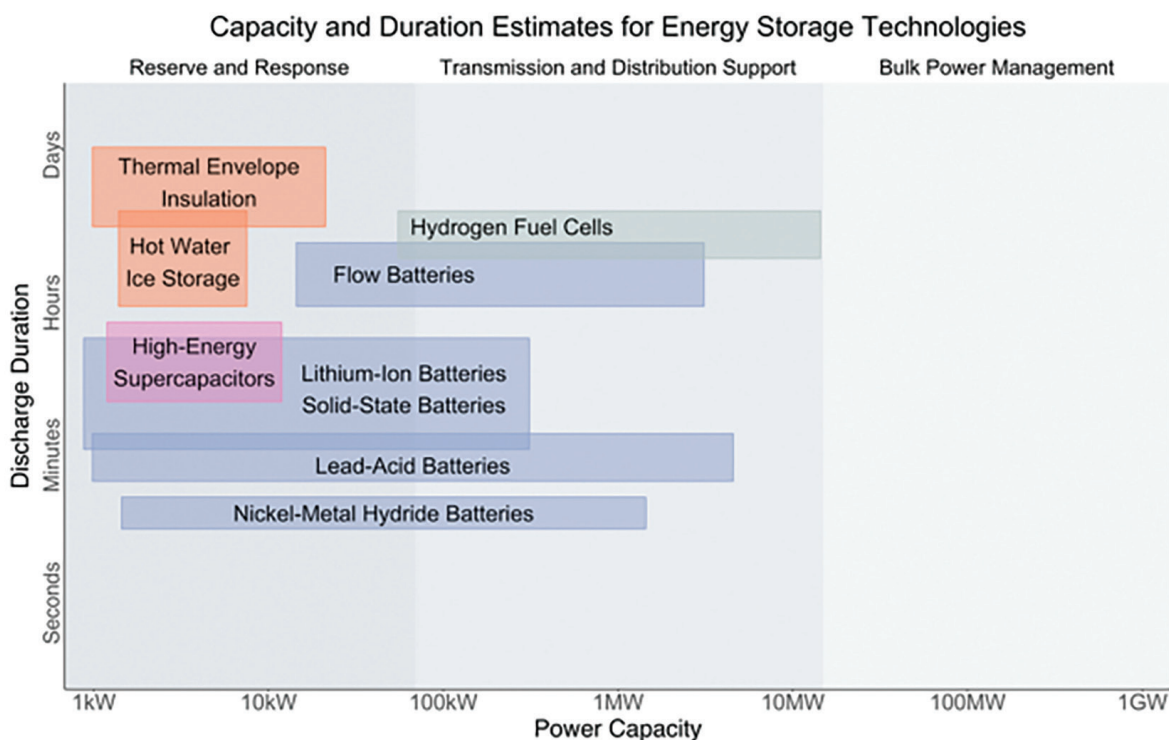 Capacity and Duration Estimates for Energy Storage Technologies
Reserve and Response
Transmission and Distribution Support
Bulk Power Management
Discharge Duration
Days
Hours
Minutes
Seconds
Thermal Envelope
Insulation
Hot Water
Ice Storage
Hydrogen Fuel Cells
Flow Batteries
High-Energy
Supercapacitors
Lithium-Ion Batteries
Solid-State Batteries
Lead-Acid Batteries
Nickel-Metal Hydride Batteries
1kW
10kW
100kW
1MW
10MW
100MW
1GW
Power Capacity